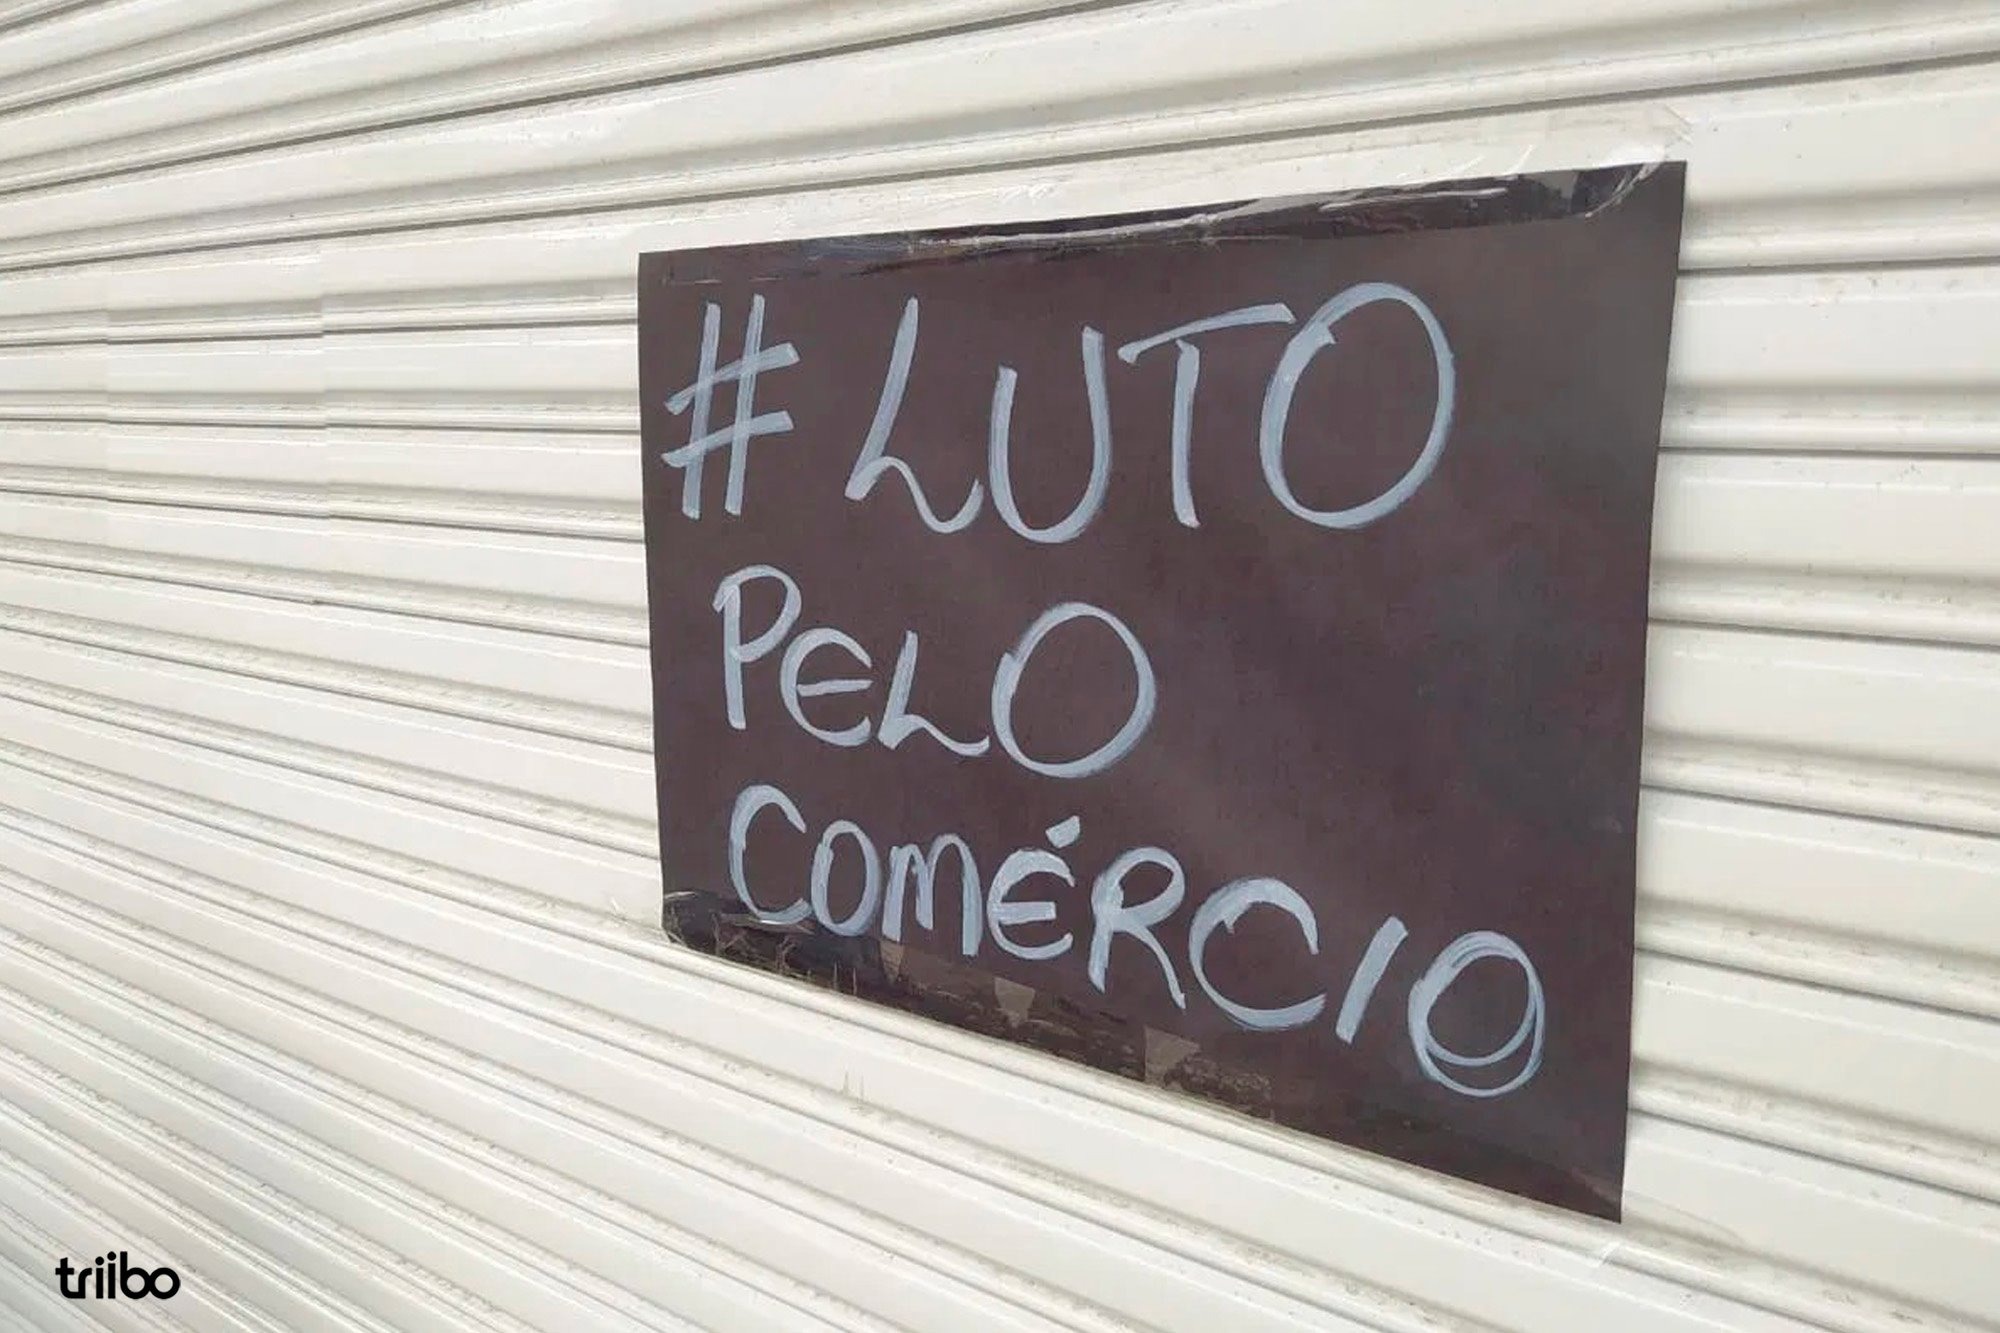 #LUTO
PELO
COMÉRCIO
triibo